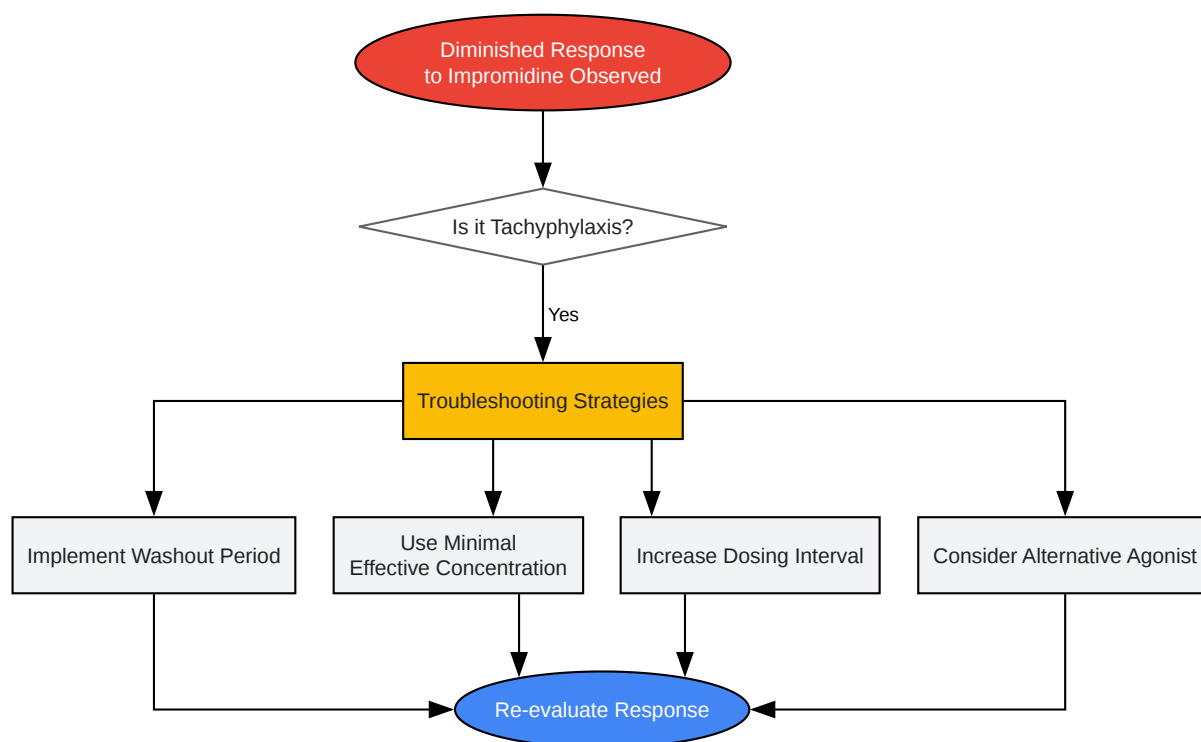 Diminished Response
to Impromidine Observed
Is it Tachyphylaxis?
Yes
Troubleshooting Strategies
Implement Washout Period
Use Minimal
Effective Concentration
Increase Dosing Interval
Consider Alternative Agonist
Re-evaluate Response